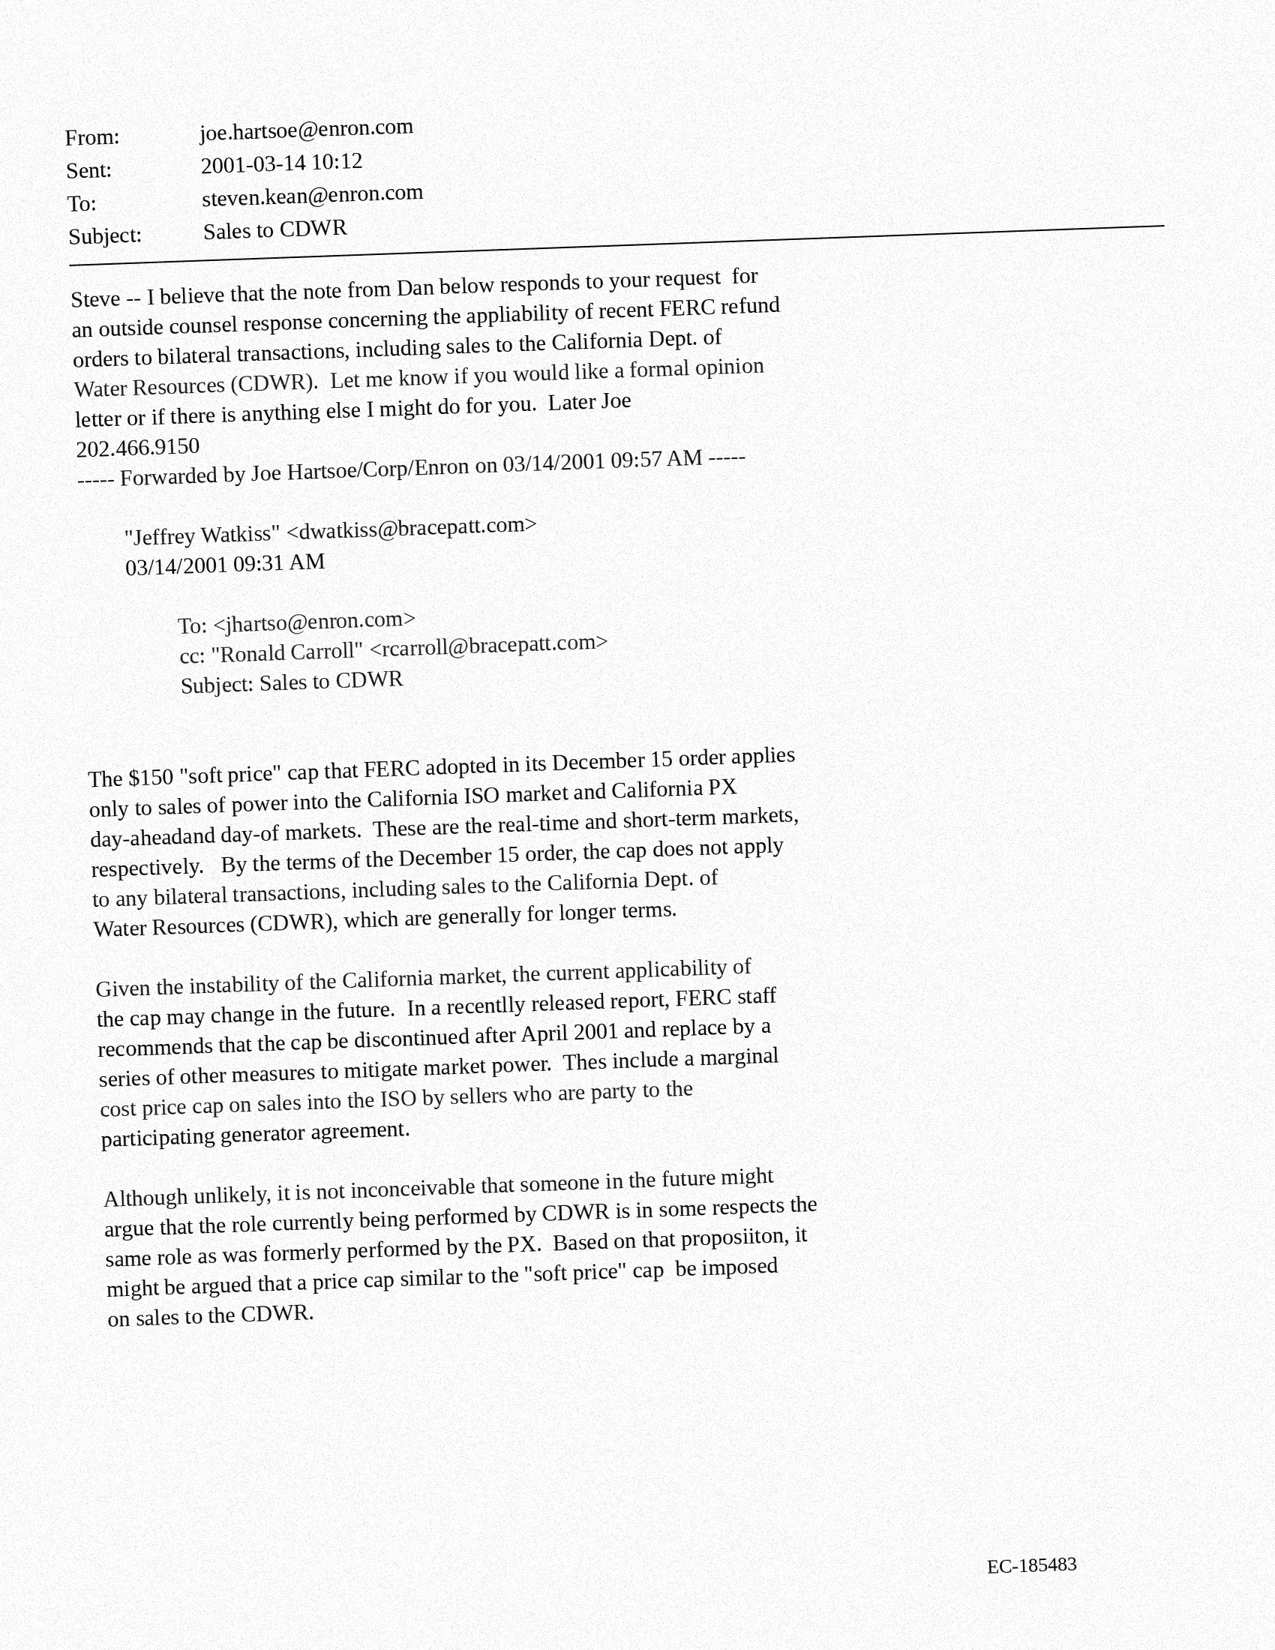 From: joe.hartsoe@enron.com
Sent: 2001-03-14 10:12
To: steven.kean@enron.com
Subject: Sales to CDWR
Steve -- I believe that the note from Dan below responds to your request  for
an outside counsel response concerning the appliability of recent FERC refund
orders to bilateral transactions, including sales to the California Dept. of
Water Resources (CDWR).  Let me know if you would like a formal opinion
letter or if there is anything else I might do for you.  Later Joe
202.466.9150
----- Forwarded by Joe Hartsoe/Corp/Enron on 03/14/2001 09:57 AM -----
"Jeffrey Watkiss" <dwatkiss@bracepatt.com>
03/14/2001 09:31 AM
To: <jhartso@enron.com>
cc: "Ronald Carroll" <rcarroll@bracepatt.com>
Subject: Sales to CDWR
The $150 "soft price" cap that FERC adopted in its December 15 order applies
only to sales of power into the California ISO market and California PX
day-aheadand day-of markets.  These are the real-time and short-term markets,
respectively.   By the terms of the December 15 order, the cap does not apply
to any bilateral transactions, including sales to the California Dept. of
Water Resources (CDWR), which are generally for longer terms.
Given the instability of the California market, the current applicability of
the cap may change in the future.  In a recentlly released report, FERC staff
recommends that the cap be discontinued after April 2001 and replace by a
series of other measures to mitigate market power.  Thes include a marginal
cost price cap on sales into the ISO by sellers who are party to the
participating generator agreement.
Although unlikely, it is not inconceivable that someone in the future might
argue that the role currently being performed by CDWR is in some respects the
same role as was formerly performed by the PX.  Based on that proposiiton, it
might be argued that a price cap similar to the "soft price" cap  be imposed
on sales to the CDWR.
EC-185483